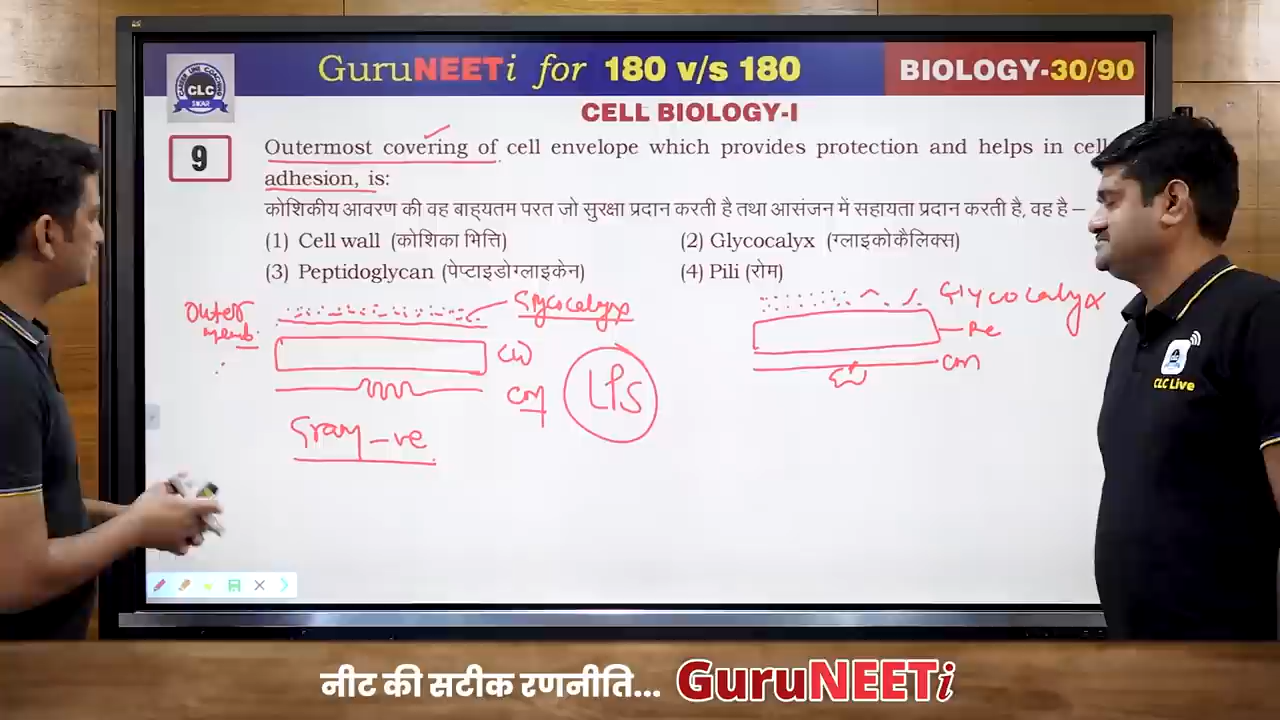 GuruNEETi for 180 v/s 180
BIOLOGY-30/90
CAREER LINE COACHING
CLC
SIKAR
CELL BIOLOGY-I
9
Outermost covering of cell envelope which provides protection and helps in cell
adhesion, is:
कोशिकीय आवरण की वह बाह्यतम परत जो सुरक्षा प्रदान करती है तथा आसंजन में सहायता प्रदान करती है, वह है –
(1) Cell wall (कोशिका भित्ति)
(2) Glycocalyx (ग्लाइकोकैलिक्स)
(3) Peptidoglycan (पेप्टाइडोग्लाइकेन)
(4) Pili (रोम)
Outer
memb.
Glycocalyx
CW
CM
LPS
Gram -ve
Glycocalyx
CM
CLC Live
नीट की सटीक रणनीति... GuruNEETi